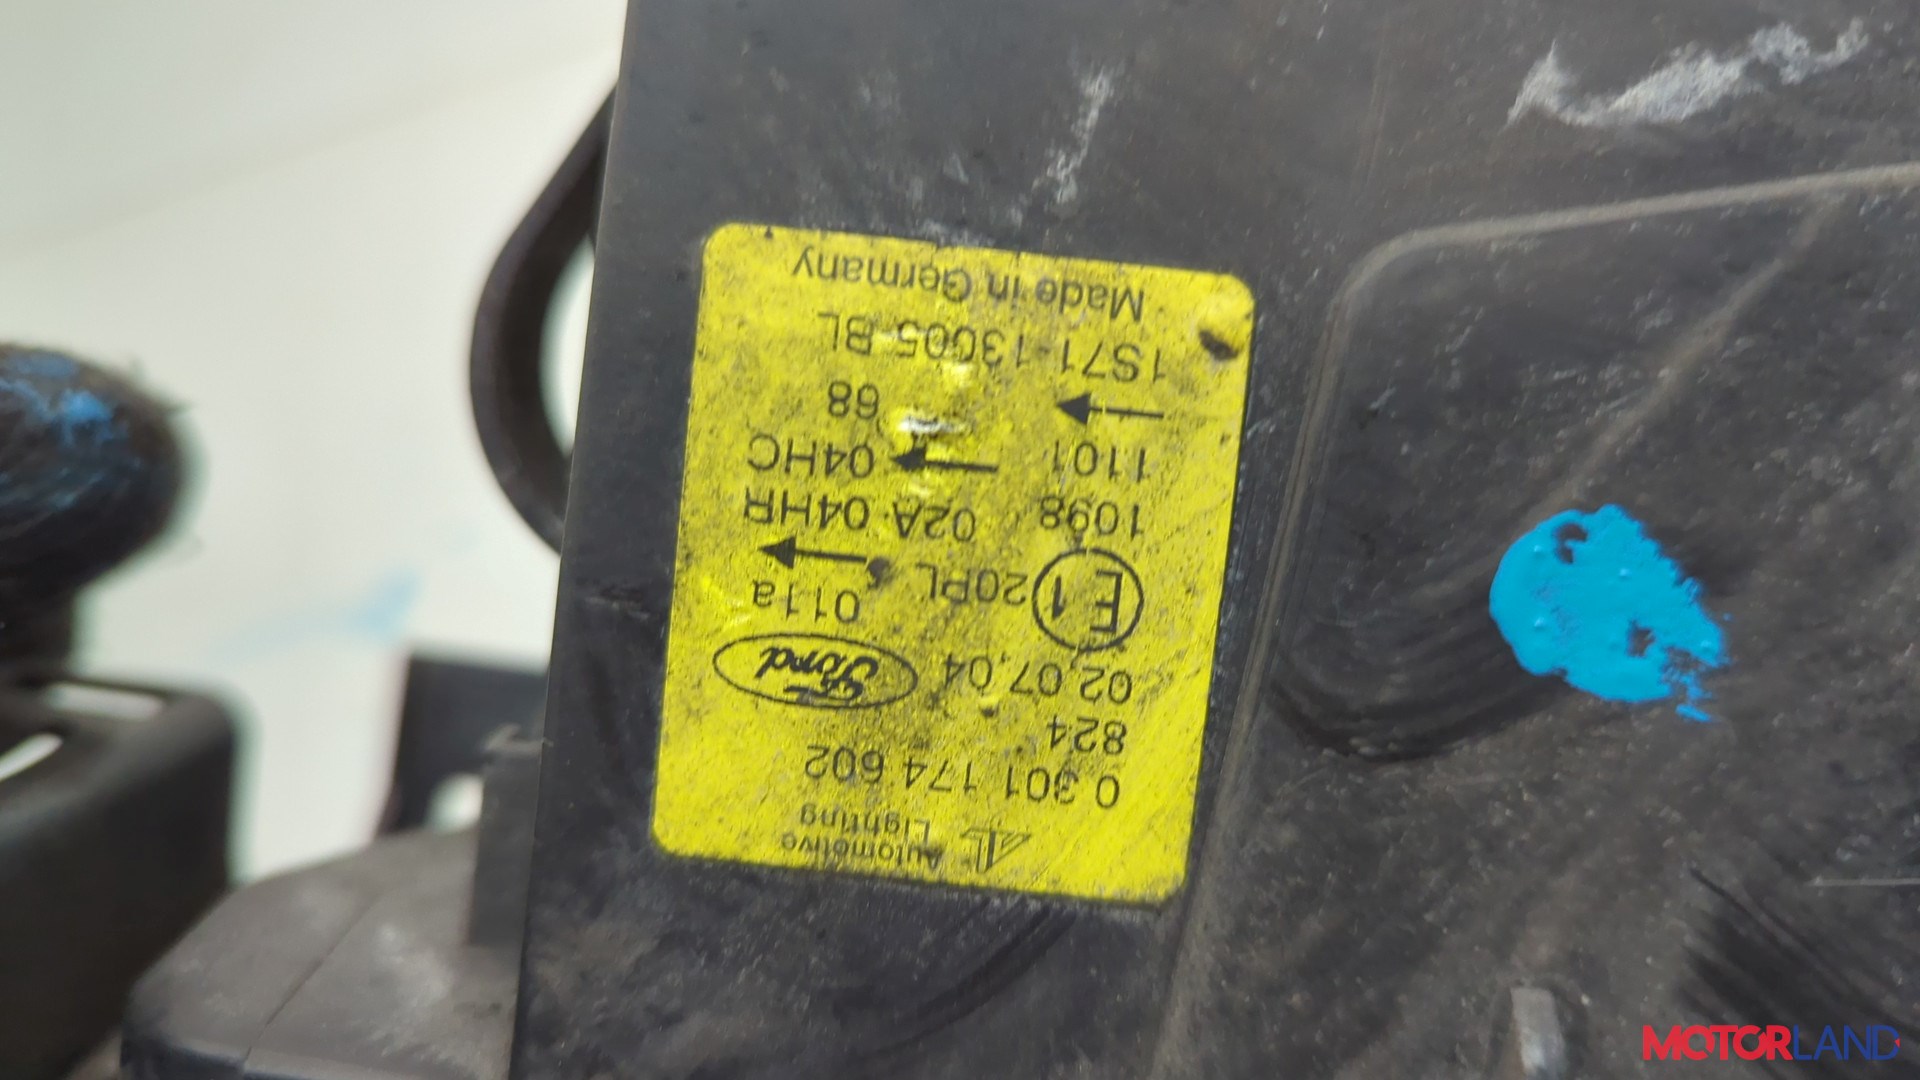 Automotive
Lighting
0 301 174 602
824
02.07.04 Ford
E1 20PL 011a
1098 02A 04HR
1101 04HC
68
1S71-13005-BL
Made in Germany
MOTORLAND